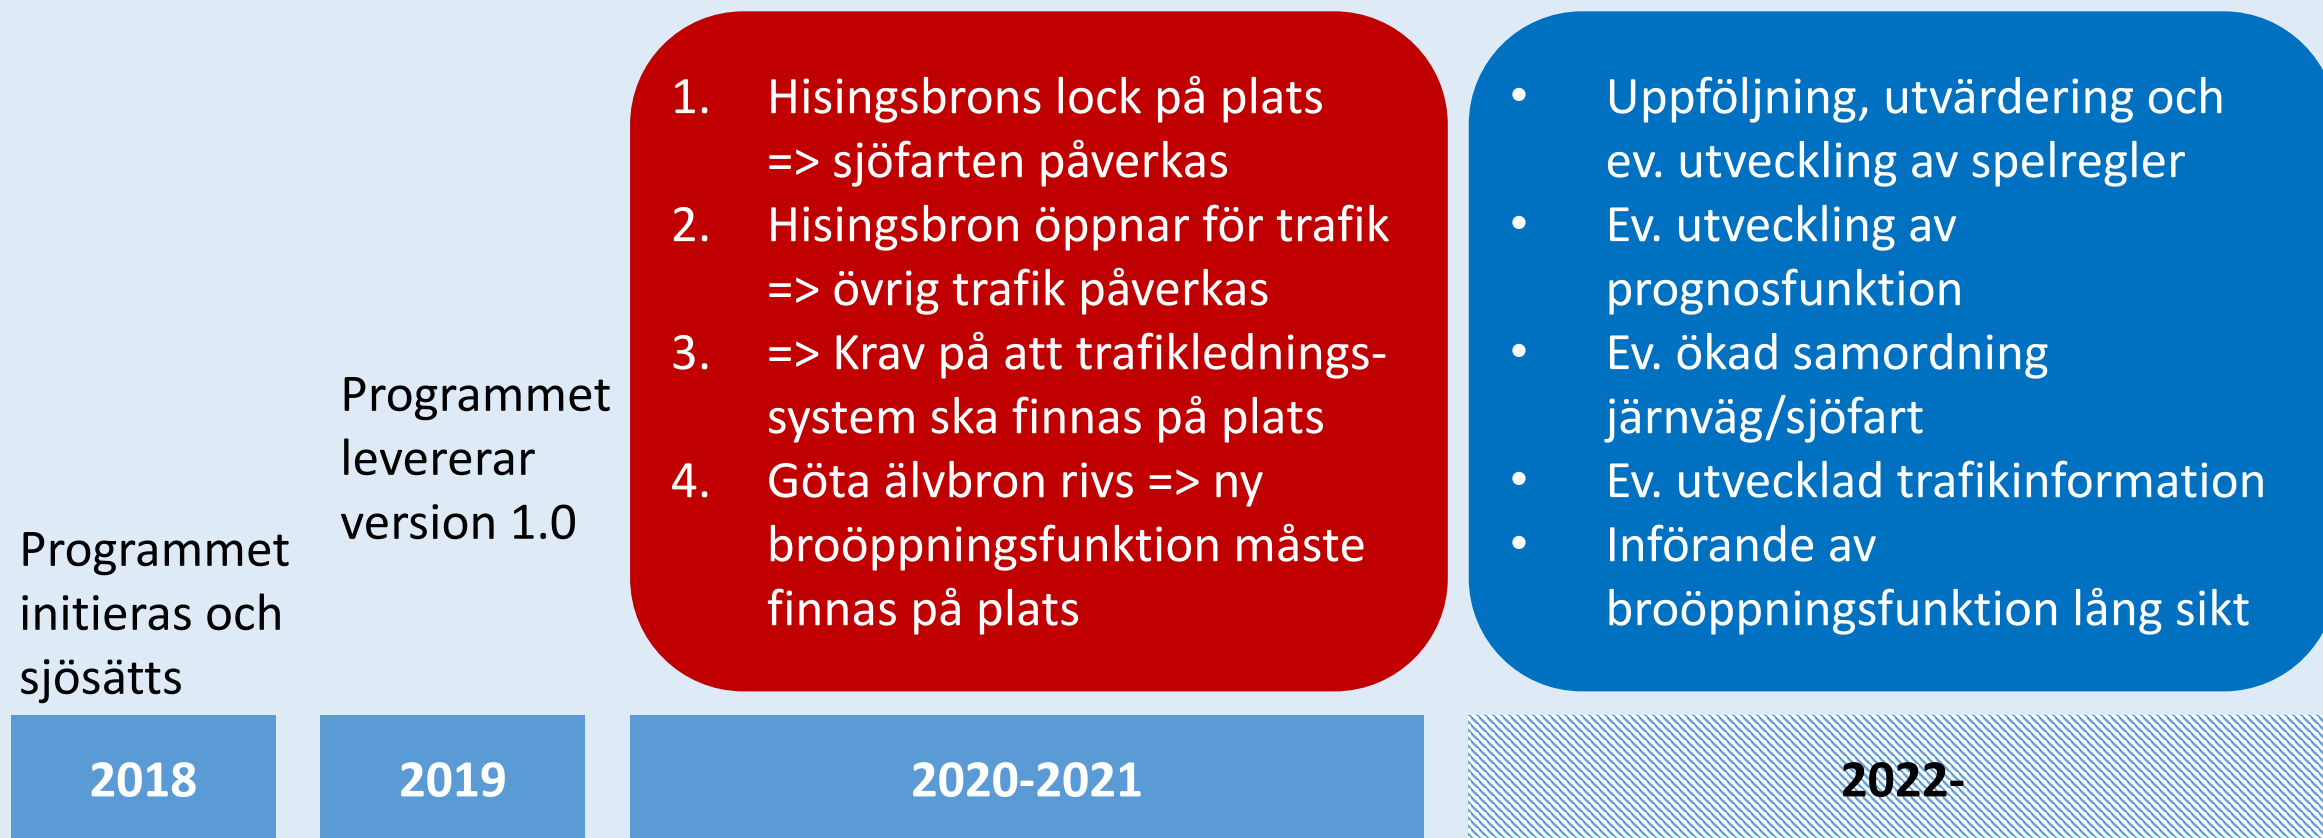 Programmet
initieras och
sjösätts
Programmet
levererar
version 1.0
1. Hisingsbrons lock på plats
=> sjöfarten påverkas
2. Hisingsbron öppnar för trafik
=> övrig trafik påverkas
3. => Krav på att trafiklednings-
system ska finnas på plats
4. Göta älvbron rivs => ny
broöppningsfunktion måste
finnas på plats
• Uppföljning, utvärdering och
ev. utveckling av spelregler
• Ev. utveckling av
prognosfunktion
• Ev. ökad samordning
järnväg/sjöfart
• Ev. utvecklad trafikinformation
• Införande av
broöppningsfunktion lång sikt
2018
2019
2020-2021
2022-